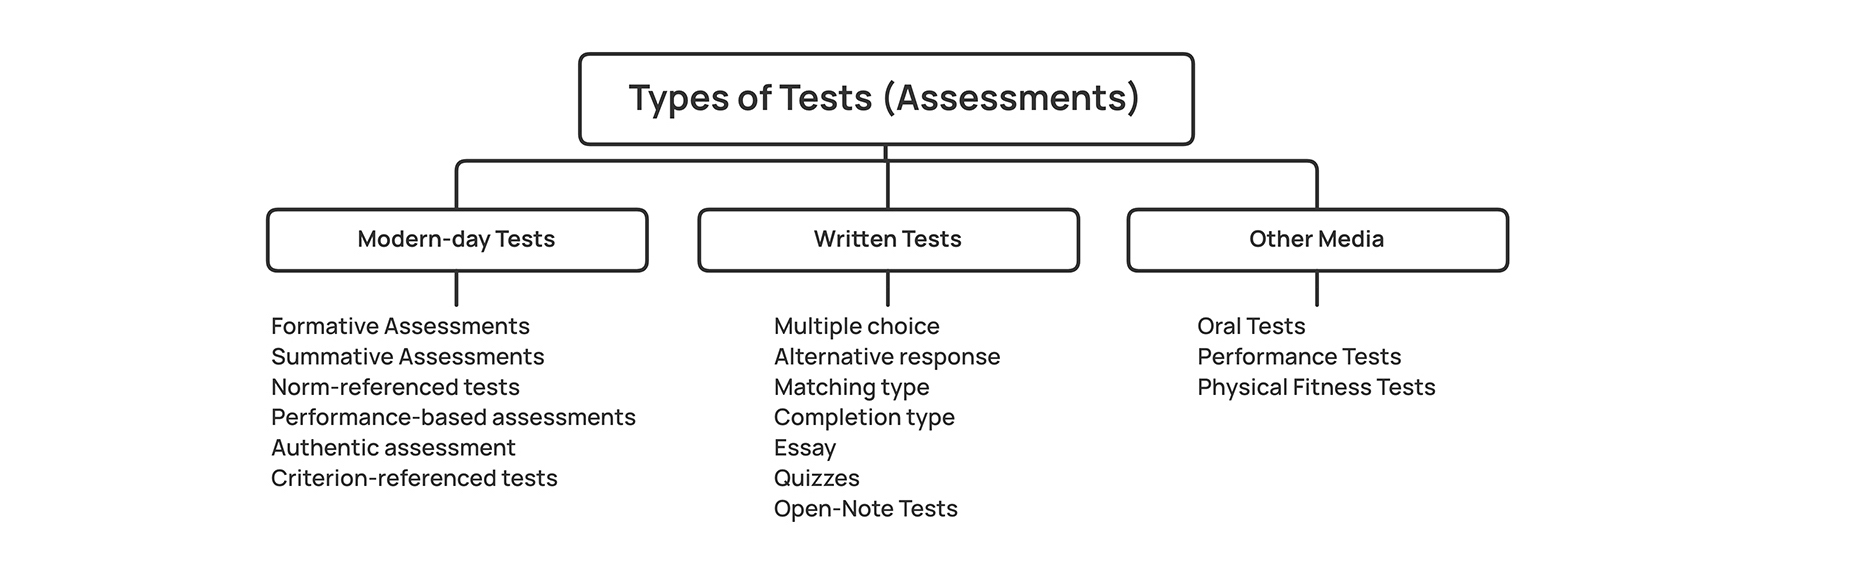 Types of Tests (Assessments)
Modern-day Tests
Formative Assessments
Summative Assessments
Norm-referenced tests
Performance-based assessments
Authentic assessment
Criterion-referenced tests
Written Tests
Multiple choice
Alternative response
Matching type
Completion type
Essay
Quizzes
Open-Note Tests
Other Media
Oral Tests
Performance Tests
Physical Fitness Tests